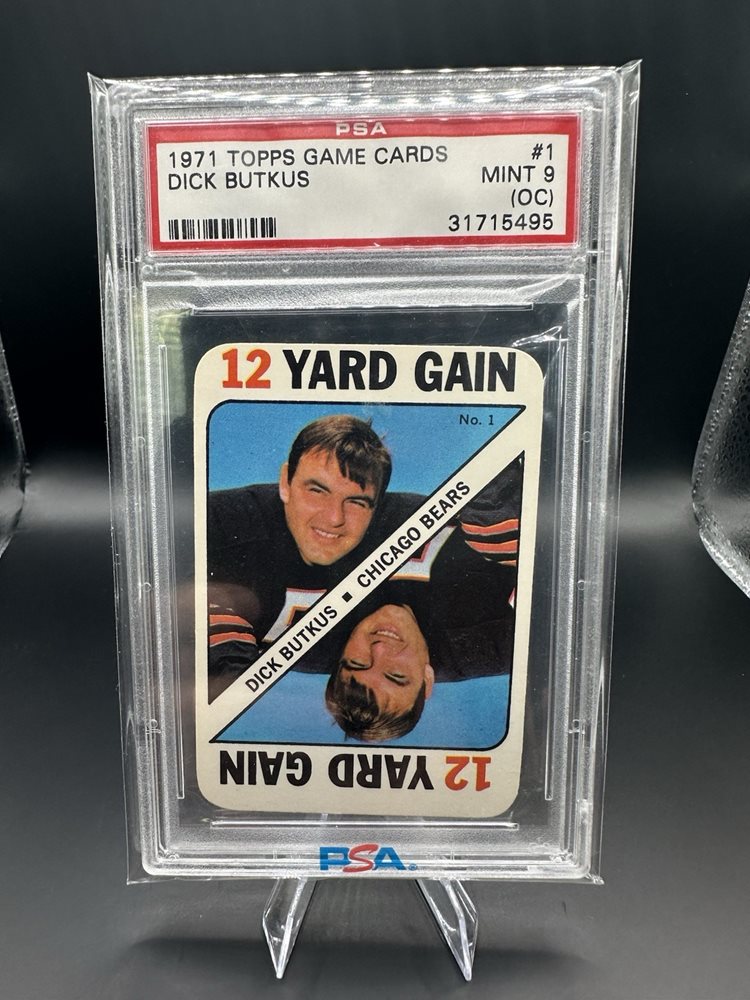 PSA
1971 TOPPS GAME CARDS #1
DICK BUTKUS MINT 9
(OC)
31715495
12 YARD GAIN
No. 1
DICK BUTKUS ▪ CHICAGO BEARS
12 YARD GAIN
PSA